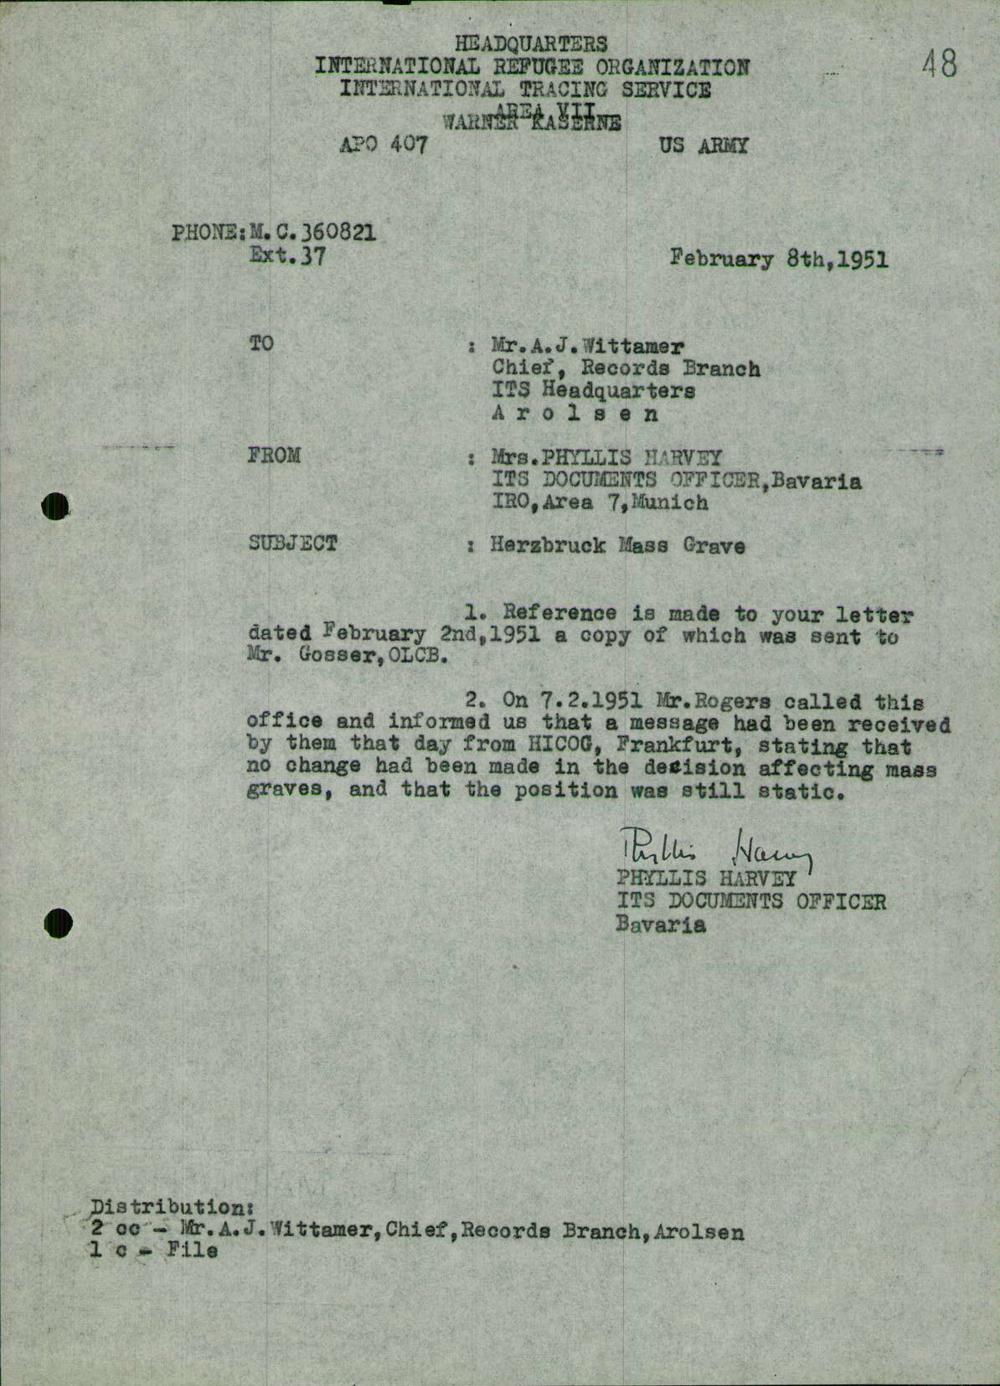 48
HEADQUARTERS
INTERNATIONAL REFUGEE ORGANIZATION
INTERNATIONAL TRACING SERVICE
AREA VII
WARNER KASERNE
APO 407 US ARMY
PHONE:M.C.360821
Ext.37
February 8th,1951
TO : Mr.A.J.Wittamer
Chief, Records Branch
ITS Headquarters
A r o l s e n
FROM : Mrs.PHYLLIS HARVEY
ITS DOCUMENTS OFFICER,Bavaria
IRO,Area 7,Munich
SUBJECT : Herzbruck Mass Grave
1. Reference is made to your letter
dated February 2nd,1951 a copy of which was sent to
Mr. Gosser,OLCB.
2. On 7.2.1951 Mr.Rogers called this
office and informed us that a message had been received
by them that day from HICOG, Frankfurt, stating that
no change had been made in the decision affecting mass
graves, and that the position was still static.
Phyllis Harvey
PHYLLIS HARVEY
ITS DOCUMENTS OFFICER
Bavaria
Distribution:
2 cc - Mr.A.J.Wittamer,Chief,Records Branch,Arolsen
1 c - File